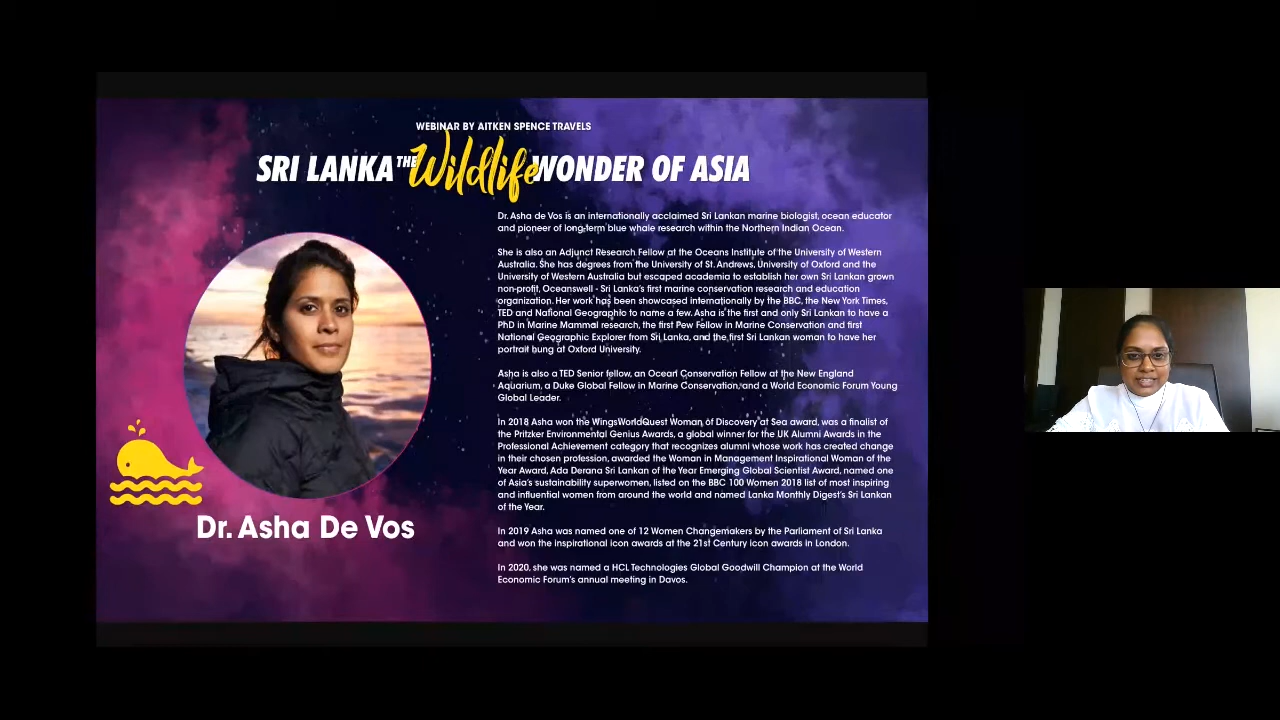 WEBINAR BY AITKEN SPENCE TRAVELS
SRI LANKA THE Wildlife WONDER OF ASIA
Dr. Asha de Vos is an internationally acclaimed Sri Lankan marine biologist, ocean educator
and pioneer of long-term blue whale research within the Northern Indian Ocean.
She is also an Adjunct Research Fellow at the Oceans Institute of the University of Western
Australia. She has degrees from the University of St. Andrews, University of Oxford and the
University of Western Australia but escaped academia to establish her own Sri Lankan grown
non-profit, Oceanswell - Sri Lanka's first marine conservation research and education
organization. Her work has been showcased internationally by the BBC, the New York Times,
TED and National Geographic to name a few. Asha is the first and only Sri Lankan to have a
PhD in Marine Mammal research, the first Pew Fellow in Marine Conservation and first
National Geographic Explorer from Sri Lanka, and the first Sri Lankan woman to have her
portrait hung at Oxford University.
Asha is also a TED Senior fellow, an Ocean Conservation Fellow at the New England
Aquarium, a Duke Global Fellow in Marine Conservation, and a World Economic Forum Young
Global Leader.
In 2018 Asha won the WingsWorldQuest Woman of Discovery at Sea award, was a finalist of
the Pritzker Environmental Genius Awards, a global winner for the UK Alumni Awards in the
Professional Achievement category that recognizes alumni whose work has created change
in their chosen profession, awarded the Woman in Management Inspirational Woman of the
Year Award, Ada Derana Sri Lankan of the Year Emerging Global Scientist Award, named one
of Asia's sustainability superwomen, listed on the BBC 100 Women 2018 list of most inspiring
and influential women from around the world and named Lanka Monthly Digest's Sri Lankan
of the Year.
In 2019 Asha was named one of 12 Women Changemakers by the Parliament of Sri Lanka
and won the inspirational icon awards at the 21st Century icon awards in London.
In 2020, she was named a HCL Technologies Global Goodwill Champion at the World
Economic Forum's annual meeting in Davos.
Dr. Asha De Vos